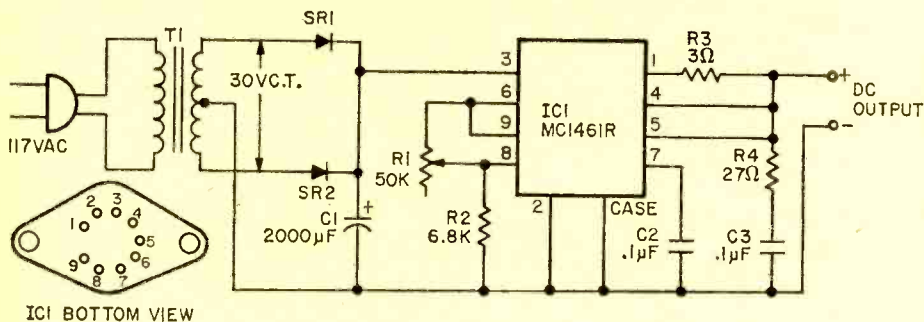 117VAC
T1
30VC.T.
SR1
SR2
C1
+
2000µF
R1
50K
R2
6.8K
3
6
9
8
IC1
MC1461R
1
4
5
7
2
CASE
R3
3Ω
R4
27Ω
C2
.1µF
C3
.1µF
+
DC
OUTPUT
-
1
2
3
4
5
6
7
8
9
IC1 BOTTOM VIEW